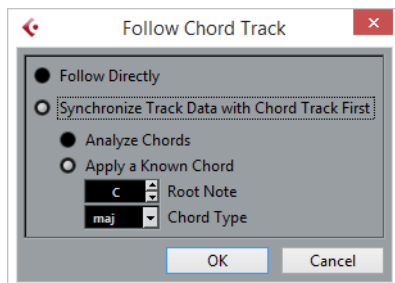 Follow Chord Track
Follow Directly
Synchronize Track Data with Chord Track First
Analyze Chords
Apply a Known Chord
C Root Note
maj Chord Type
OK Cancel